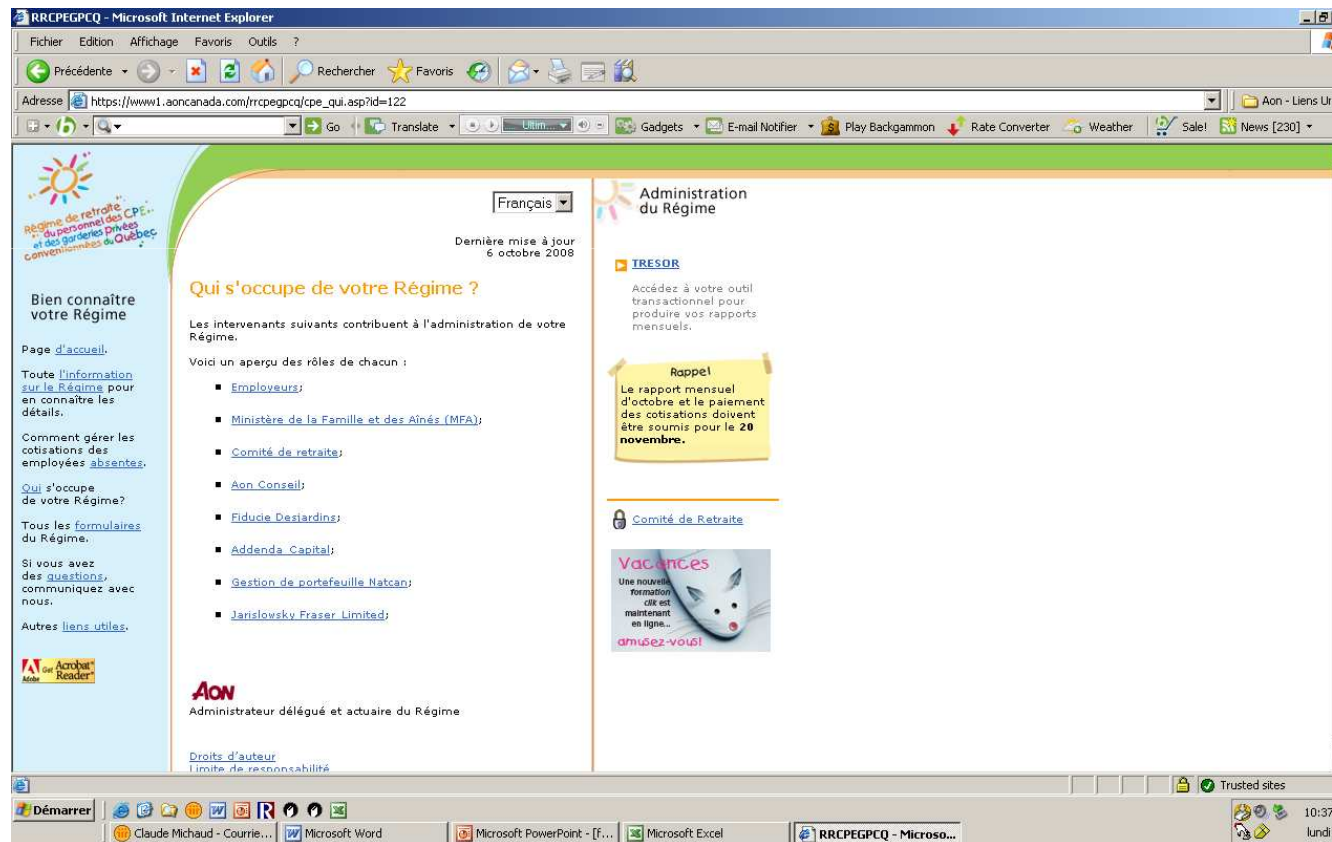 RRCPEGPCQ - Microsoft Internet Explorer
Fichier Edition Affichage Favoris Outils ?
Précédente Rechercher Favoris
Adresse https://www1.aoncanada.com/rrcpegpcq/cpe_qui.asp?id=122 Aon - Liens Ur
Go Translate Ultim... Gadgets E-mail Notifier Play Backgammon Rate Converter Weather Sale! News [230]
Régime de retraite
du personnel des CPE
et des garderies privées
conventionnées du Québec
Bien connaître
votre Régime
Page d'accueil.
Toute l'information
sur le Régime pour
en connaître les
détails.
Comment gérer les
cotisations des
employées absentes.
Qui s'occupe
de votre Régime?
Tous les formulaires
du Régime.
Si vous avez
des questions,
communiquez avec
nous.
Autres liens utiles.
Get Acrobat
Adobe Reader
Français
Dernière mise à jour
6 octobre 2008
Qui s'occupe de votre Régime ?
Les intervenants suivants contribuent à l'administration de votre
Régime.
Voici un aperçu des rôles de chacun :
Employeurs;
Ministère de la Famille et des Aînés (MFA);
Comité de retraite;
Aon Conseil;
Fiducie Desjardins;
Addenda Capital;
Gestion de portefeuille Natcan;
Jarislowsky Fraser Limited;
AON
Administrateur délégué et actuaire du Régime
Droits d'auteur
Limite de responsabilité
Administration
du Régime
TRESOR
Accédez à votre outil
transactionnel pour
produire vos rapports
mensuels.
Rappel
Le rapport mensuel
d'octobre et le paiement
des cotisations doivent
être soumis pour le 20
novembre.
Comité de Retraite
Vacances
Une nouvelle
formation
clik est
maintenant
en ligne...
amusez-vous!
Trusted sites
Démarrer
10:37
Claude Michaud - Courrie... Microsoft Word Microsoft PowerPoint - [f... Microsoft Excel RRCPEGPCQ - Microso... lundi